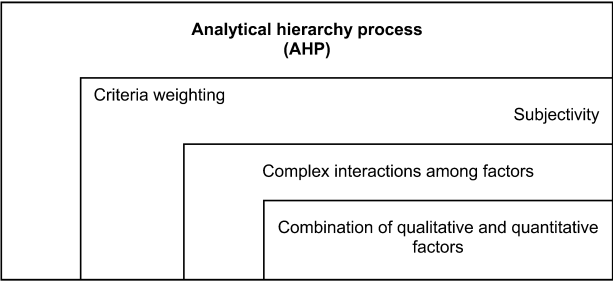 Analytical hierarchy process
(AHP)
Criteria weighting
Subjectivity
Complex interactions among factors
Combination of qualitative and quantitative
factors